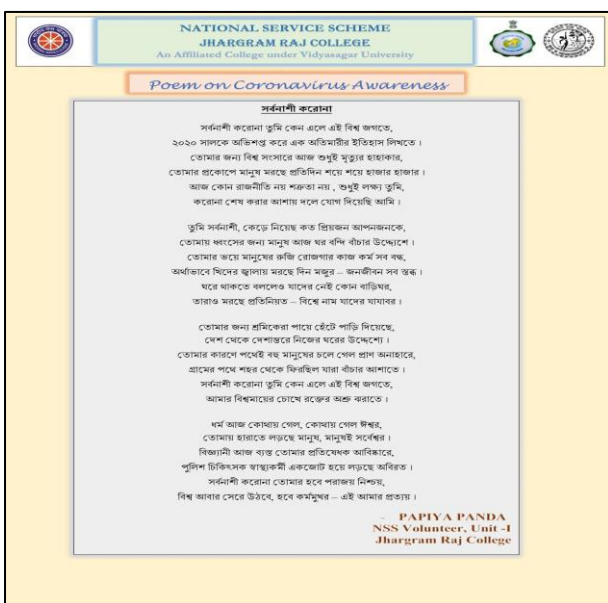 NATIONAL SERVICE SCHEME
JHARGRAM RAJ COLLEGE
An Affiliated College under Vidyasagar University
Poem on Coronavirus Awareness
সর্বনাশী করোনা
সর্বনাশী করোনা তুমি কেন এলে এই বিশ্ব জগতে,
২০২০ সালকে অভিশপ্ত করে এক অতিমারীর ইতিহাস লিখতে ।
তোমার জন্য বিশ্ব সংসারে আজ শুধুই মৃত্যুর হাহাকার,
তোমার প্রকোপে মানুষ মরছে প্রতিদিন শয়ে শয়ে হাজার হাজার ।
আজ কোন রাজনীতি নয় শত্রুতা নয় , শুধুই লক্ষ্য তুমি,
করোনা শেষ করার আশায় দলে যোগ দিয়েছি আমি ।
তুমি সর্বনাশী, কেড়ে নিয়েছ কত প্রিয়জন আপনজনকে,
তোমায় ধ্বংসের জন্য মানুষ আজ ঘর বন্দি বাঁচার উদ্দ্যেশে ।
তোমার ভয়ে মানুষের রুজি রোজগার কাজ কর্ম সব বন্ধ,
অর্থাভাবে খিদের জ্বালায় মরছে দিন মজুর – জনজীবন সব স্তব্ধ ।
ঘরে থাকতে বললেও যাদের নেই কোন বাড়িঘর,
তারাও মরছে প্রতিনিয়ত – বিশ্বে নাম যাদের যাযাবর ।
তোমার জন্য শ্রমিকেরা পায়ে হেঁটে পাড়ি দিয়েছে,
দেশ থেকে দেশান্তরে নিজের ঘরের উদ্দেশ্যে ।
তোমার কারণে পথেই বহু মানুষের চলে গেল প্রাণ অনাহারে,
গ্রামের পথে শহর থেকে ফিরছিল যারা বাঁচার আশাতে ।
সর্বনাশী করোনা তুমি কেন এলে এই বিশ্ব জগতে,
আমার বিশ্বমায়ের চোখে রক্তের অশ্রু ঝরাতে ।
ধর্ম আজ কোথায় গেল, কোথায় গেল ঈশ্বর,
তোমায় হারাতে লড়ছে মানুষ, মানুষই সর্বেশ্বর ।
বিজ্ঞানী আজ ব্যস্ত তোমার প্রতিষেধক আবিষ্কারে,
পুলিশ চিকিৎসক স্বাস্থ্যকর্মী একজোট হয়ে লড়ছে অবিরত ।
সর্বনাশী করোনা তোমার হবে পরাজয় নিশ্চয়,
বিশ্ব আবার সেরে উঠবে, হবে কর্মমুখর – এই আমার প্রত্যয় ।
- PAPIYA PANDA
NSS Volunteer, Unit -I
Jhargram Raj College